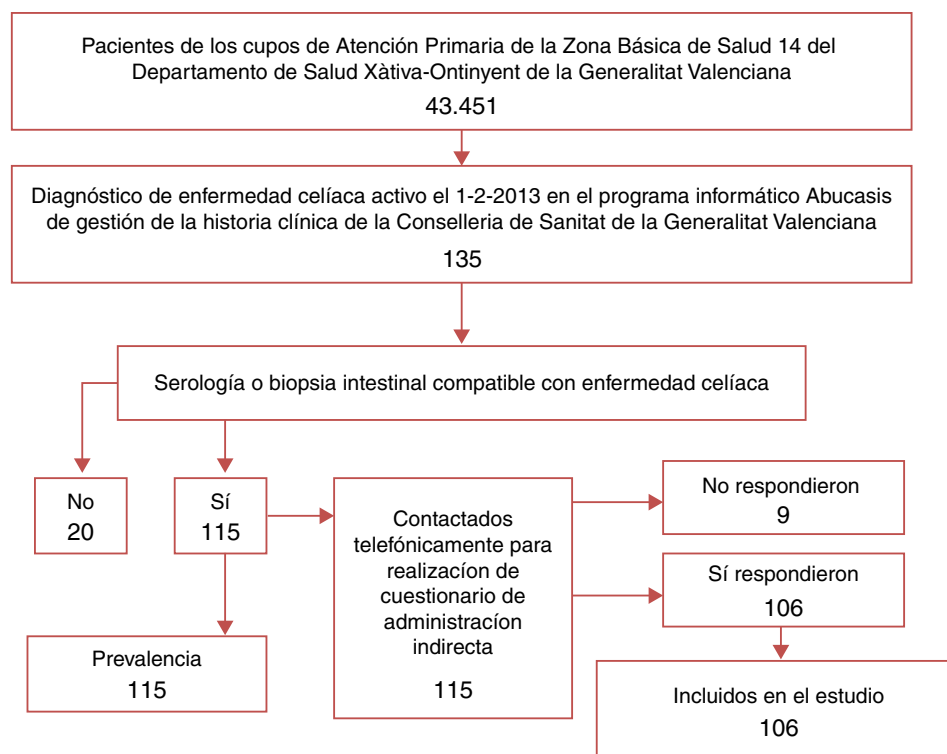 Pacientes de los cupos de Atención Primaria de la Zona Básica de Salud 14 del
Departamento de Salud Xàtiva-Ontinyent de la Generalitat Valenciana
43.451
Diagnóstico de enfermedad celíaca activo el 1-2-2013 en el programa informático Abucasis
de gestión de la historia clínica de la Conselleria de Sanitat de la Generalitat Valenciana
135
Serología o biopsia intestinal compatible con enfermedad celíaca
No
20
Sí
115
Prevalencia
115
Contactados
telefónicamente para
realizacíon de
cuestionario de
administracíon
indirecta
115
No respondieron
9
Sí respondieron
106
Incluidos en el estudio
106